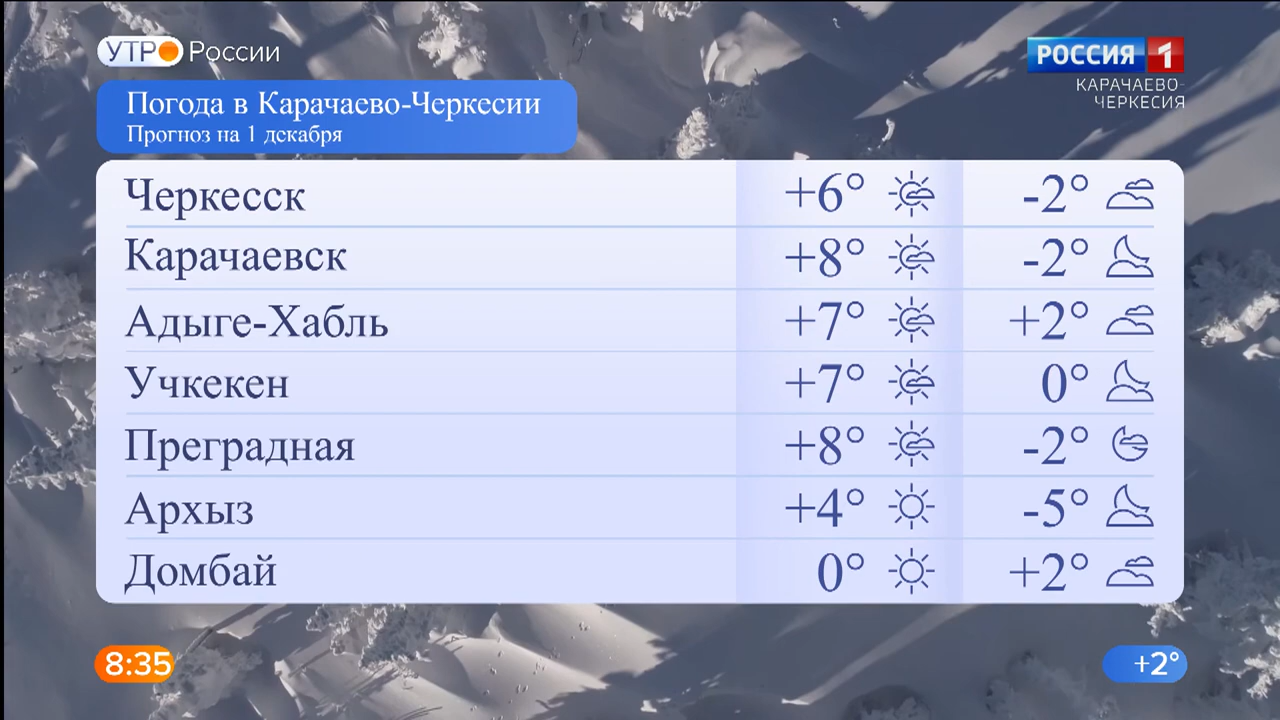 УТРО России
РОССИЯ 1
КАРАЧАЕВО-
ЧЕРКЕСИЯ
Погода в Карачаево-Черкесии
Прогноз на 1 декабря
Черкесск +6° -2°
Карачаевск +8° -2°
Адыге-Хабль +7° +2°
Учкекен +7° 0°
Преградная +8° -2°
Архыз +4° -5°
Домбай 0° +2°
8:35 +2°